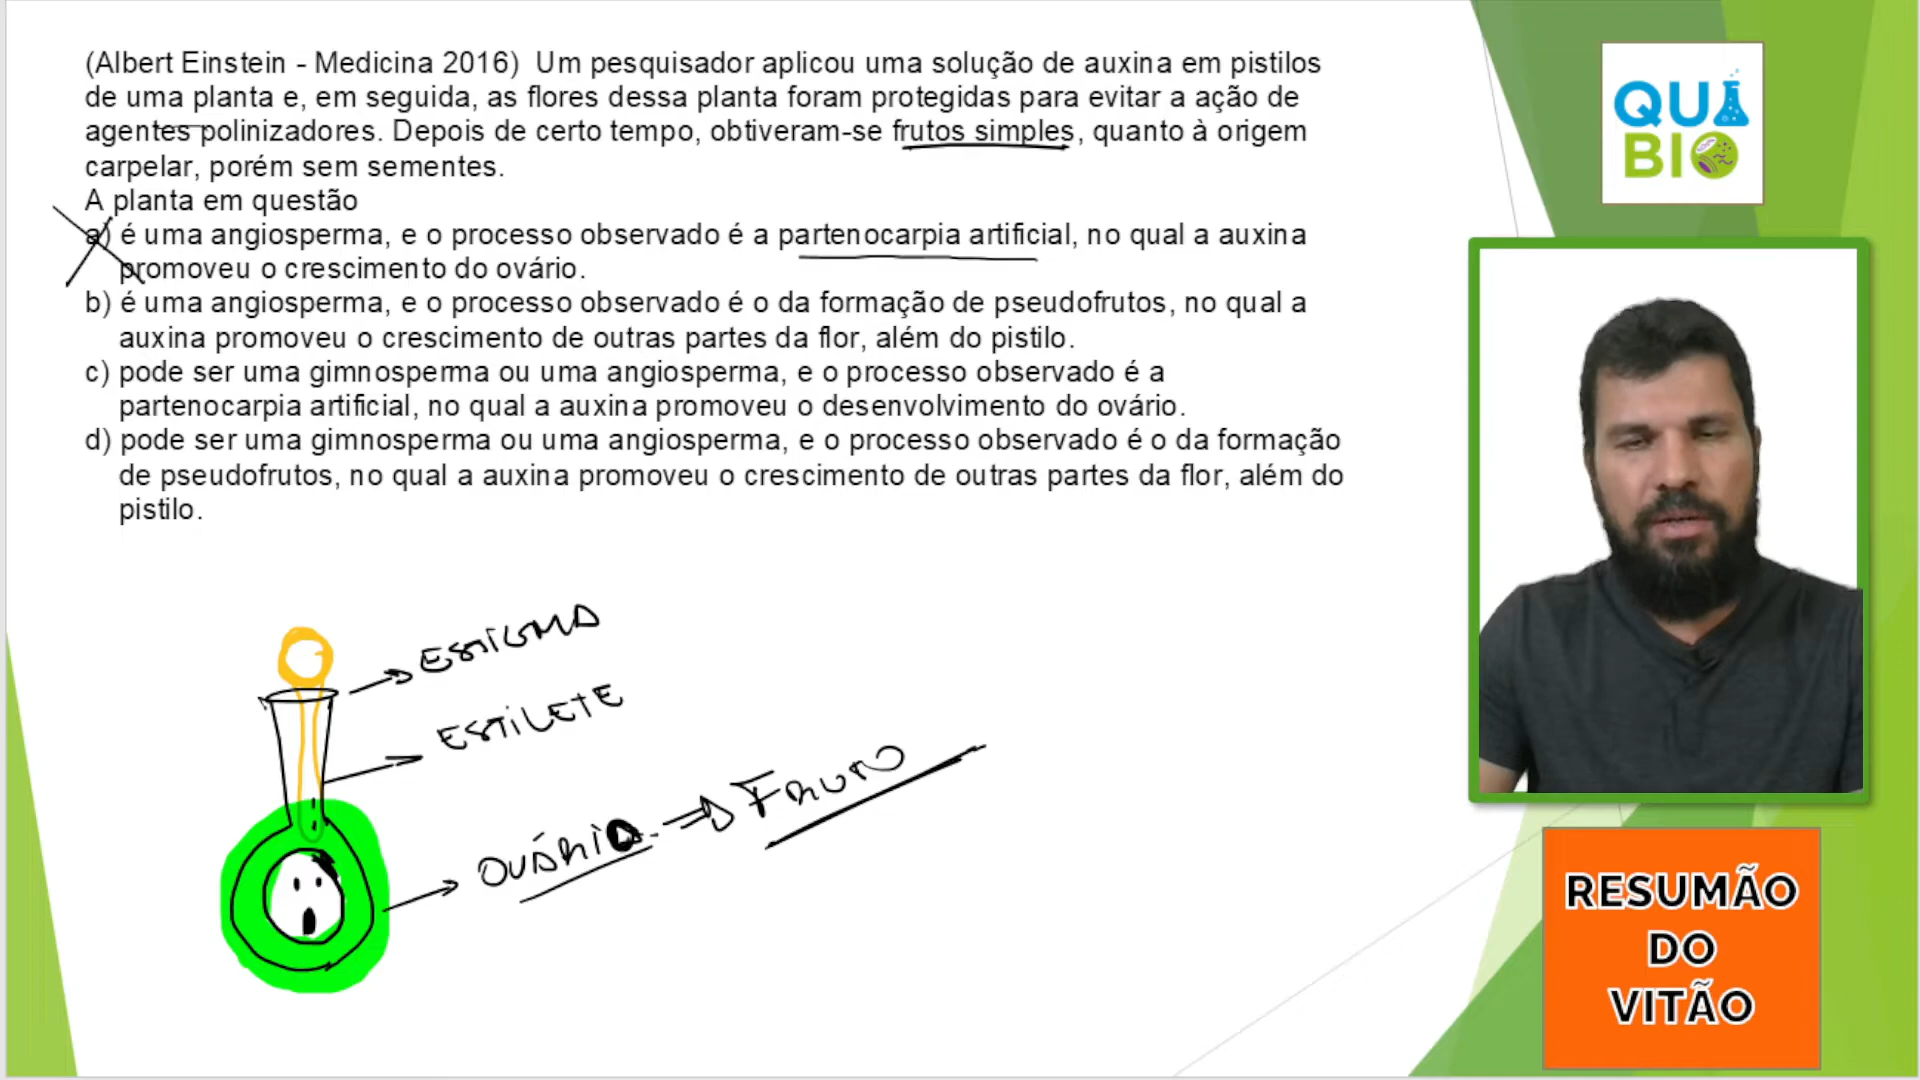 (Albert Einstein - Medicina 2016) Um pesquisador aplicou uma solução de auxina em pistilos
de uma planta e, em seguida, as flores dessa planta foram protegidas para evitar a ação de
agentes polinizadores. Depois de certo tempo, obtiveram-se frutos simples, quanto à origem
carpelar, porém sem sementes.
A planta em questão
a) é uma angiosperma, e o processo observado é a partenocarpia artificial, no qual a auxina
promoveu o crescimento do ovário.
b) é uma angiosperma, e o processo observado é o da formação de pseudofrutos, no qual a
auxina promoveu o crescimento de outras partes da flor, além do pistilo.
c) pode ser uma gimnosperma ou uma angiosperma, e o processo observado é a
partenocarpia artificial, no qual a auxina promoveu o desenvolvimento do ovário.
d) pode ser uma gimnosperma ou uma angiosperma, e o processo observado é o da formação
de pseudofrutos, no qual a auxina promoveu o crescimento de outras partes da flor, além do
pistilo.
ESTIGMA
ESTILETE
OVÁRIO => FRUTO
QUÍ
BIO
RESUMÃO
DO
VITÃO